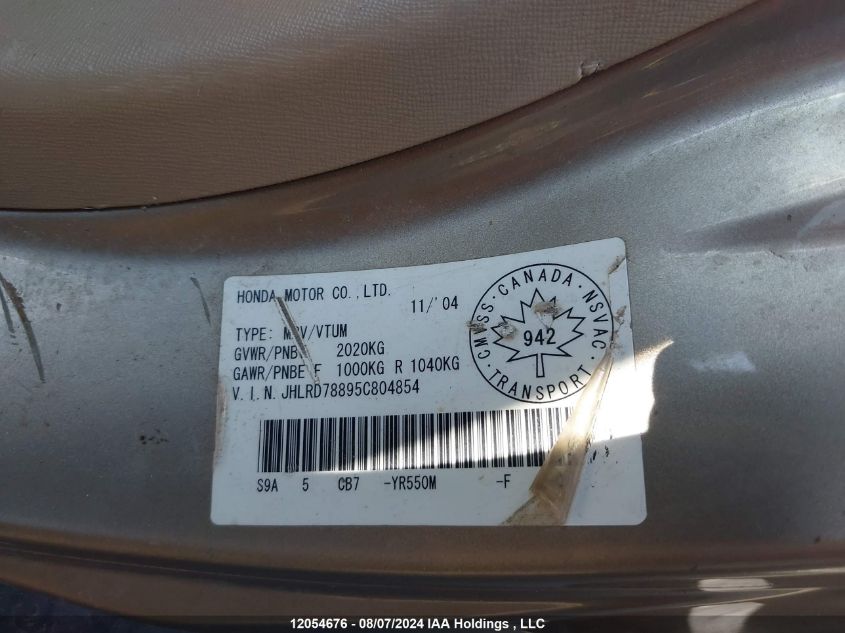 HONDA MOTOR CO.,LTD.
11/'04
TYPE: MPV/VTUM
GVWR/PNBV 2020KG
GAWR/PNBE F 1000KG R 1040KG
V.I.N. JHLRD78895C804854
S9A 5 CB7 -YR550M -F
CMVSS·CANADA·NSVAC
942
TRANSPORT
12054676 - 08/07/2024 IAA Holdings , LLC